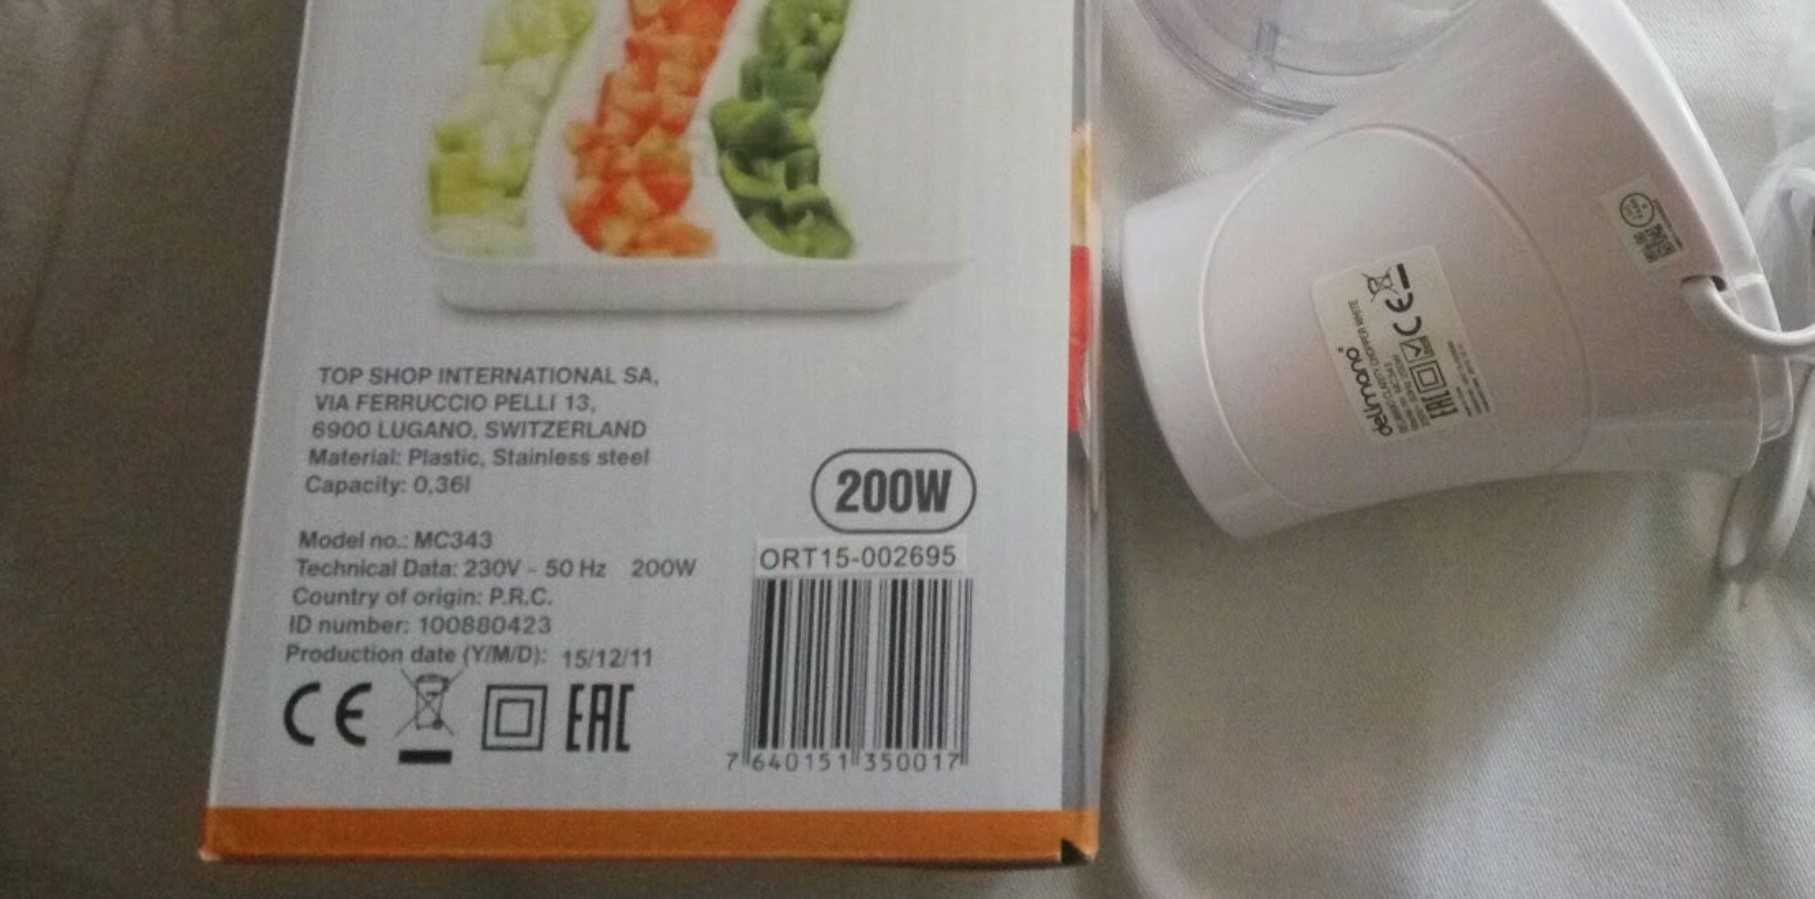 TOP SHOP INTERNATIONAL SA,
VIA FERRUCCIO PELLI 13,
6900 LUGANO, SWITZERLAND
Material: Plastic, Stainless steel
Capacity: 0,36l
Model no.: MC343
Technical Data: 230V ~ 50 Hz 200W
Country of origin: P.R.C.
ID number: 100880423
Production date (Y/M/D): 15/12/11
CE EAC
200W
ORT15-002695
7 640151 350017
delimano
CHOPPER WHITE
CE
EAC